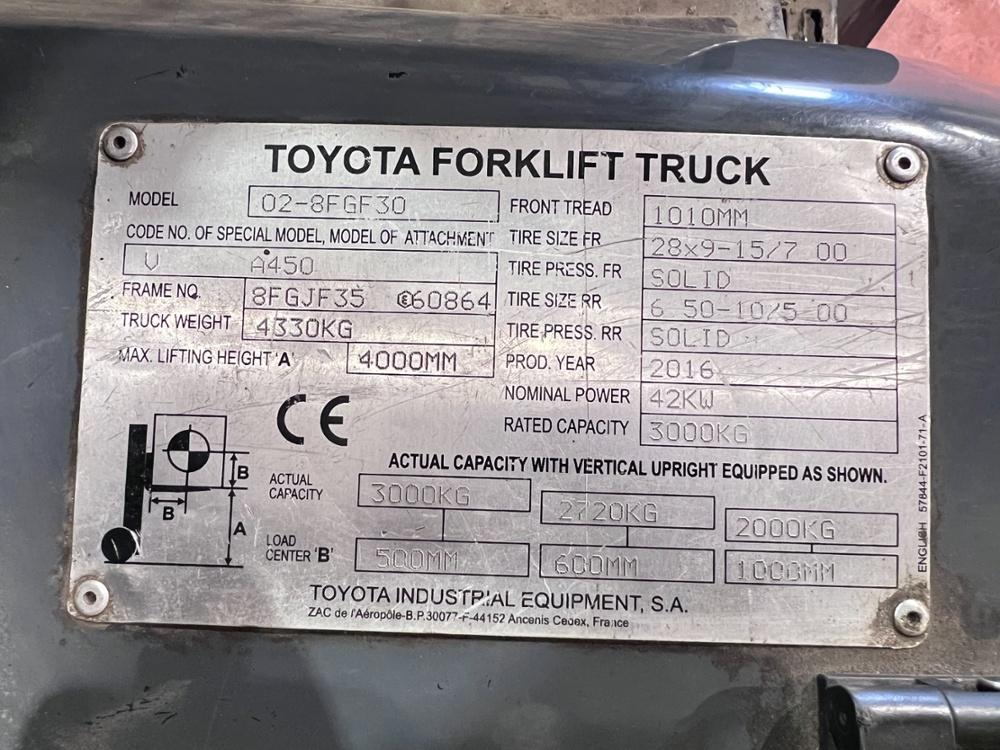 TOYOTA FORKLIFT TRUCK
MODEL 02-8FGF30
CODE NO. OF SPECIAL MODEL, MODEL OF ATTACHMENT
V A450
FRAME NO. 8FGJF35 E60864
TRUCK WEIGHT 4330KG
MAX. LIFTING HEIGHT 'A' 4000MM
FRONT TREAD 1010MM
TIRE SIZE FR 28x9-15/7 00
TIRE PRESS. FR SOLID
TIRE SIZE RR 6 50-10/5 00
TIRE PRESS. RR SOLID
PROD. YEAR 2016
NOMINAL POWER 42KW
RATED CAPACITY 3000KG
CE
B
B
A
ACTUAL CAPACITY WITH VERTICAL UPRIGHT EQUIPPED AS SHOWN.
ACTUAL
CAPACITY
3000KG 2720KG 2000KG
LOAD
CENTER 'B'
500MM 600MM 1000MM
TOYOTA INDUSTRIAL EQUIPMENT, S.A.
ZAC de l'Aéropôle-B.P.30077-F-44152 Ancenis Cedex, France
ENGLISH 57844-F2101-71-A